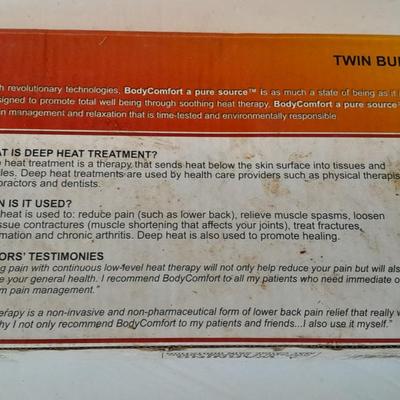 TWIN BU
h revolutionary technologies, BodyComfort a pure source™ is as much a state of being as it i
signed to promote total well being through soothing heat therapy, BodyComfort a pure source™
n management and relaxation that is time-tested and environmentally responsible
AT IS DEEP HEAT TREATMENT?
heat treatment is a therapy that sends heat below the skin surface into tissues and
les. Deep heat treatments are used by health care providers such as physical therapis
practors and dentists.
N IS IT USED?
heat is used to: reduce pain (such as lower back), relieve muscle spasms, loosen
issue contractures (muscle shortening that affects your joints), treat fractures,
mation and chronic arthritis. Deep heat is also used to promote healing.
ORS' TESTIMONIES
ng pain with continuous low-level heat therapy will not only help reduce your pain but will als
e your general health. I recommend BodyComfort to all my patients who need immediate o
m pain management."
herapy is a non-invasive and non-pharmaceutical form of lower back pain relief that really w
hy I not only recommend BodyComfort to my patients and friends...I also use it myself."